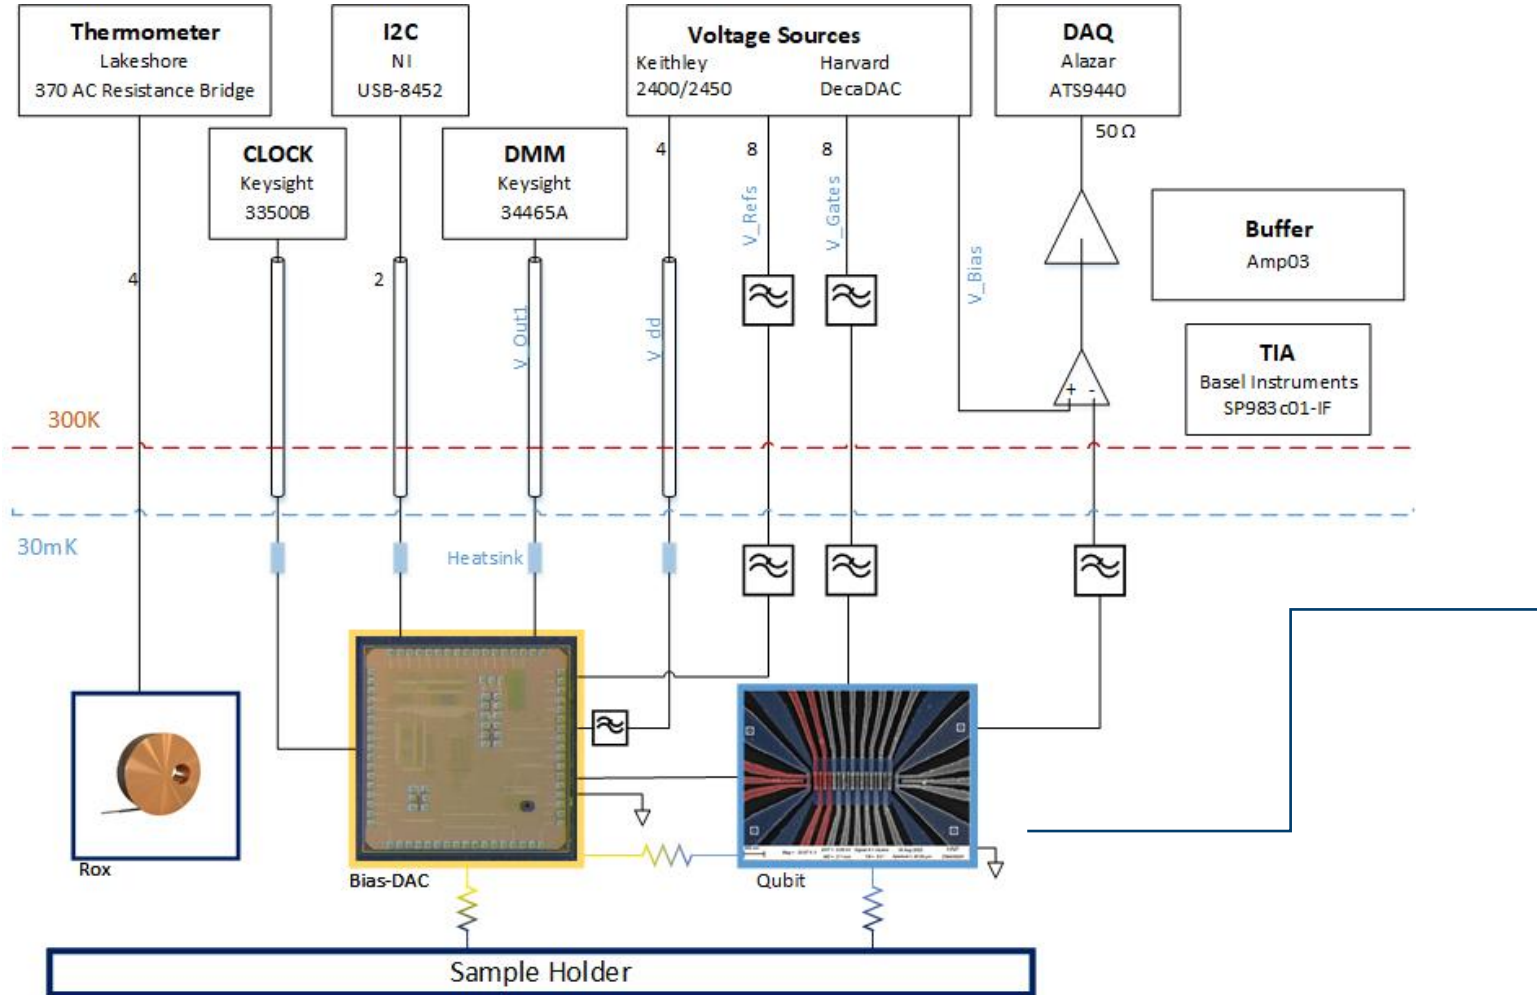 Thermometer
Lakeshore
370 AC Resistance Bridge
I2C
NI
USB-8452
Voltage Sources
Keithley
2400/2450
Harvard
DecaDAC
DAQ
Alazar
ATS9440
50 Ω
CLOCK
Keysight
33500B
DMM
Keysight
34465A
4
8
8
V_Refs
V_Gates
V_Bias
Buffer
Amp03
4
2
V_Out1
V_dd
TIA
Basel Instruments
SP983c01-IF
+ -
300K
30mK
Heatsink
Rox
Bias-DAC
Qubit
Sample Holder